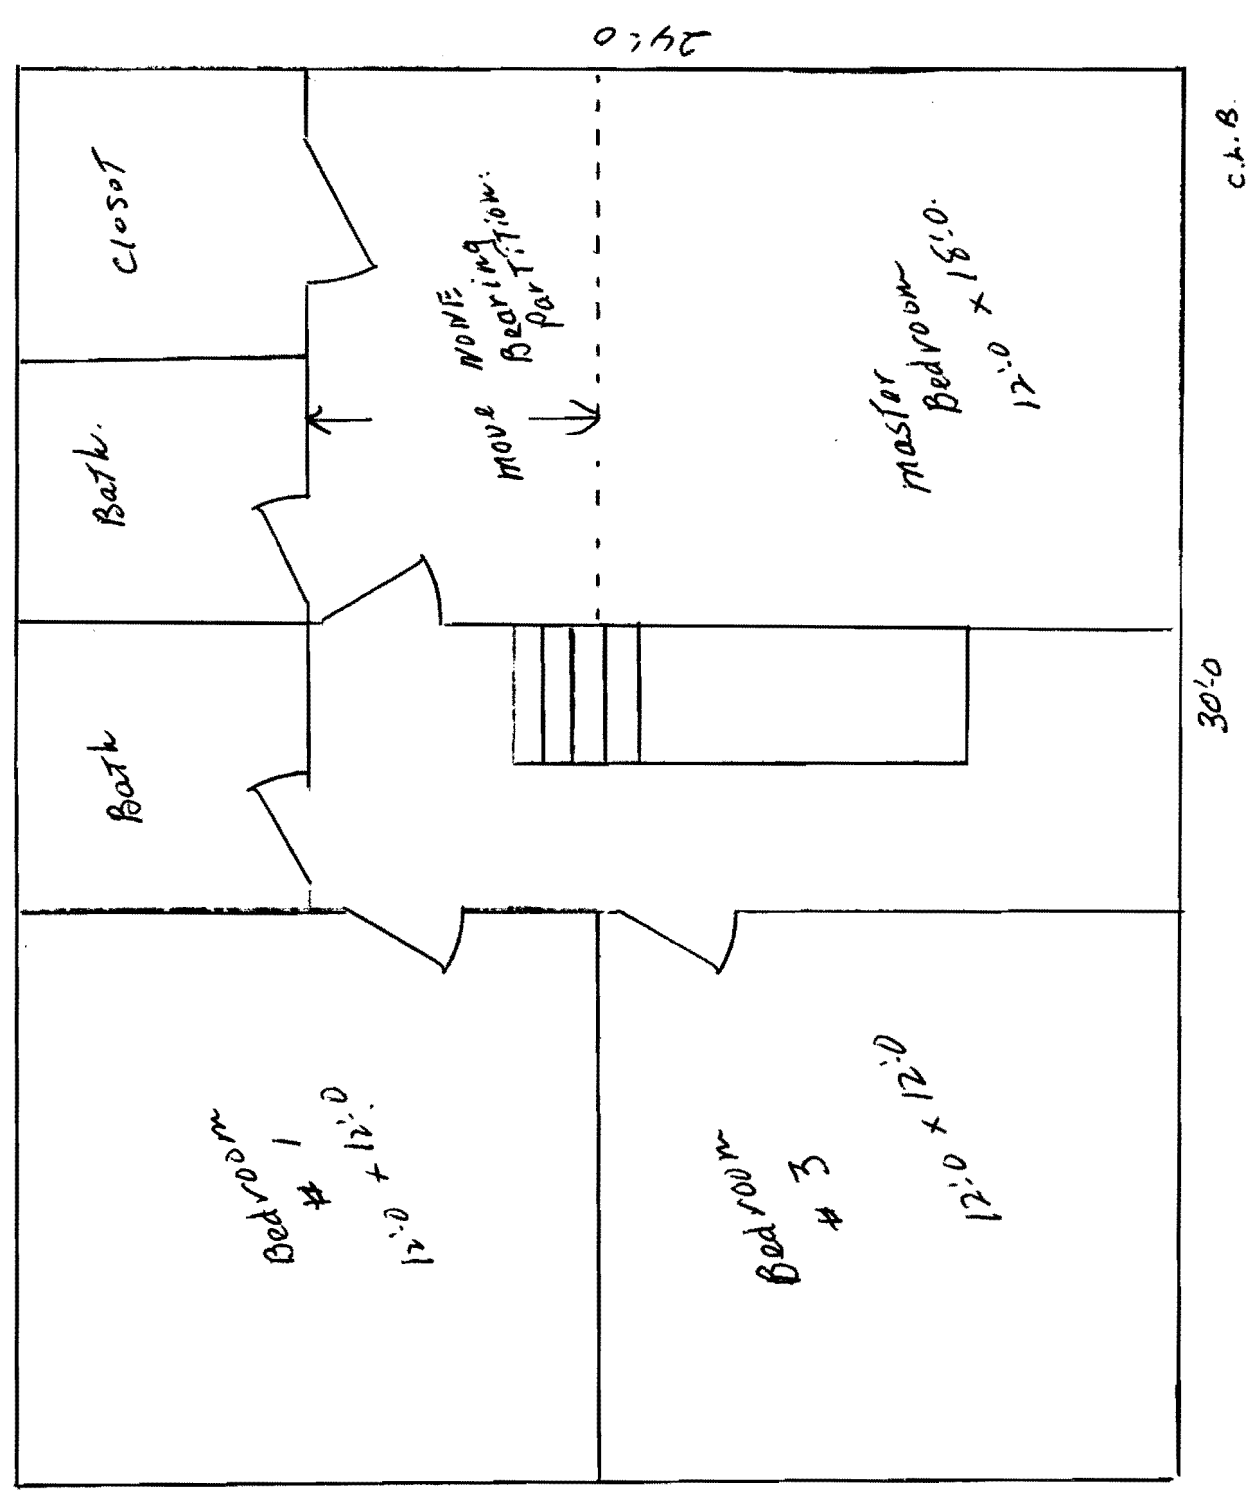 24':0
C.L.B.
Closot
NONE
Bearing
parTiTion:
move
Bath.
masTer
Bedroom
12':0 x 18':0.
30'-0
Bath
Bedroom
# 1
12':0 x 12':0.
Bedroom
# 3
12':0 x 12':0